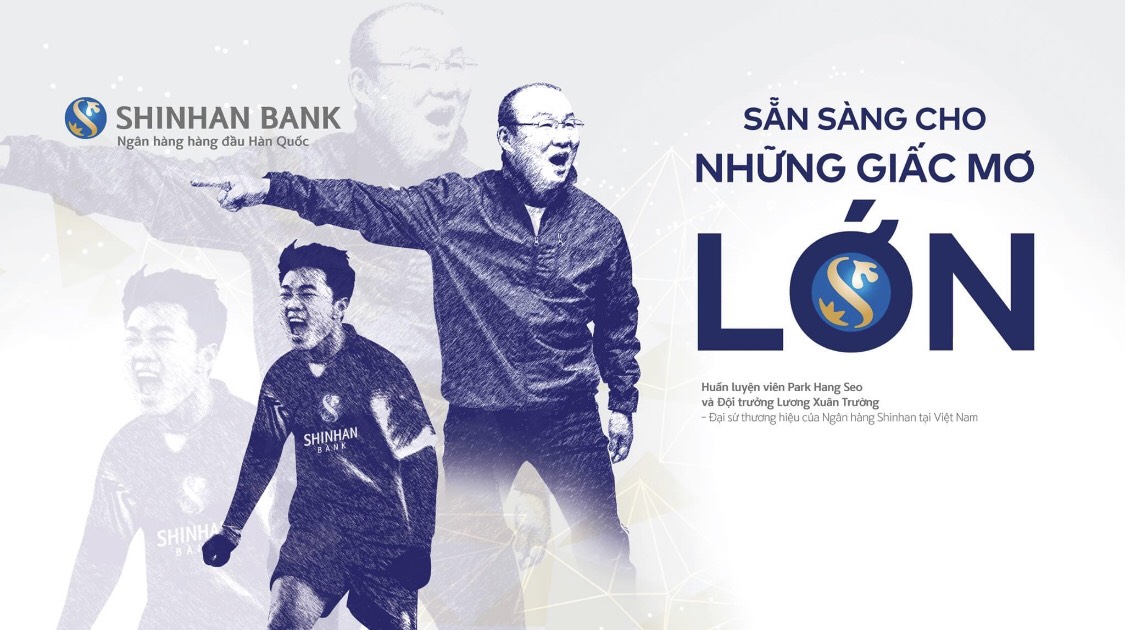 SHINHAN BANK
Ngân hàng hàng đầu Hàn Quốc
SẴN SÀNG CHO
NHỮNG GIẤC MƠ
LỚN
Huấn luyện viên Park Hang Seo
và Đội trưởng Lương Xuân Trường
– Đại sứ thương hiệu của Ngân hàng Shinhan tại Việt Nam
SHINHAN
BANK
SHINHA
BA